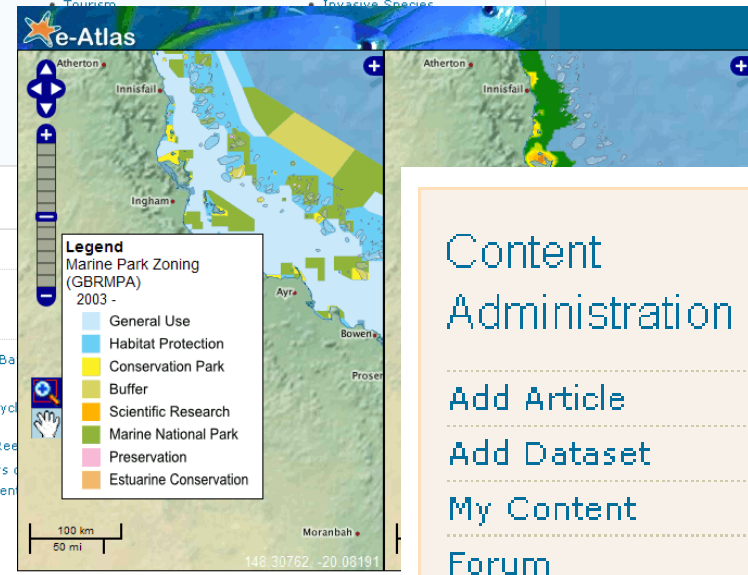 Tourism
Invasive Species
e-Atlas
Atherton
Innisfail
Ingham
Legend
Marine Park Zoning
(GBRMPA)
2003 -
General Use
Habitat Protection
Conservation Park
Buffer
Scientific Research
Marine National Park
Preservation
Estuarine Conservation
Ayr
Bowen
Proser
100 km
50 mi
Moranbah
148.30762, -20.08191
Atherton
Innisfail
Content
Administration
Add Article
Add Dataset
My Content
Forum